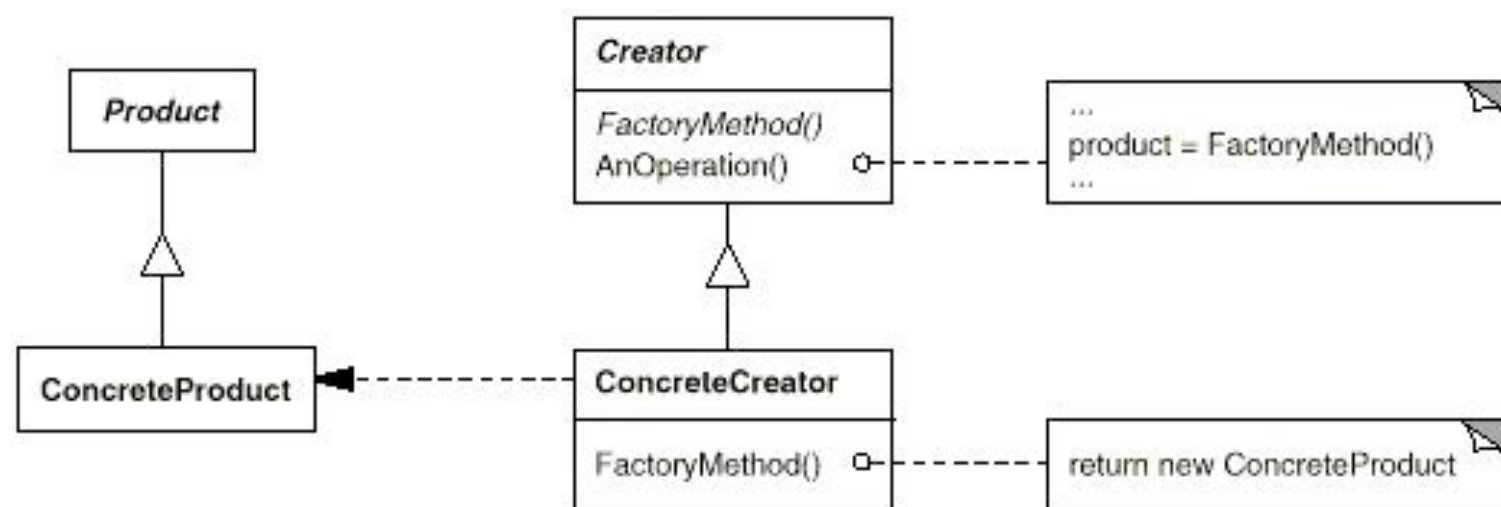 Product
Creator
FactoryMethod()
AnOperation()
...
product = FactoryMethod()
...
ConcreteProduct
ConcreteCreator
FactoryMethod()
return new ConcreteProduct